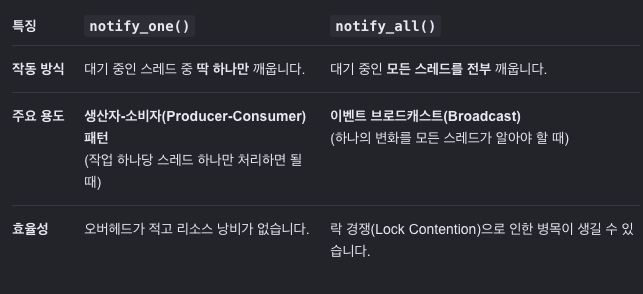 특징 notify_one() notify_all()
작동 방식 대기 중인 스레드 중 딱 하나만 깨웁니다. 대기 중인 모든 스레드를 전부 깨웁니다.
주요 용도 생산자-소비자(Producer-Consumer) 이벤트 브로드캐스트(Broadcast)
패턴 (하나의 변화를 모든 스레드가 알아야 할 때)
(작업 하나당 스레드 하나만 처리하면 될
때)
효율성 오버헤드가 적고 리소스 낭비가 없습니다. 락 경쟁(Lock Contention)으로 인한 병목이 생길 수 있
습니다.